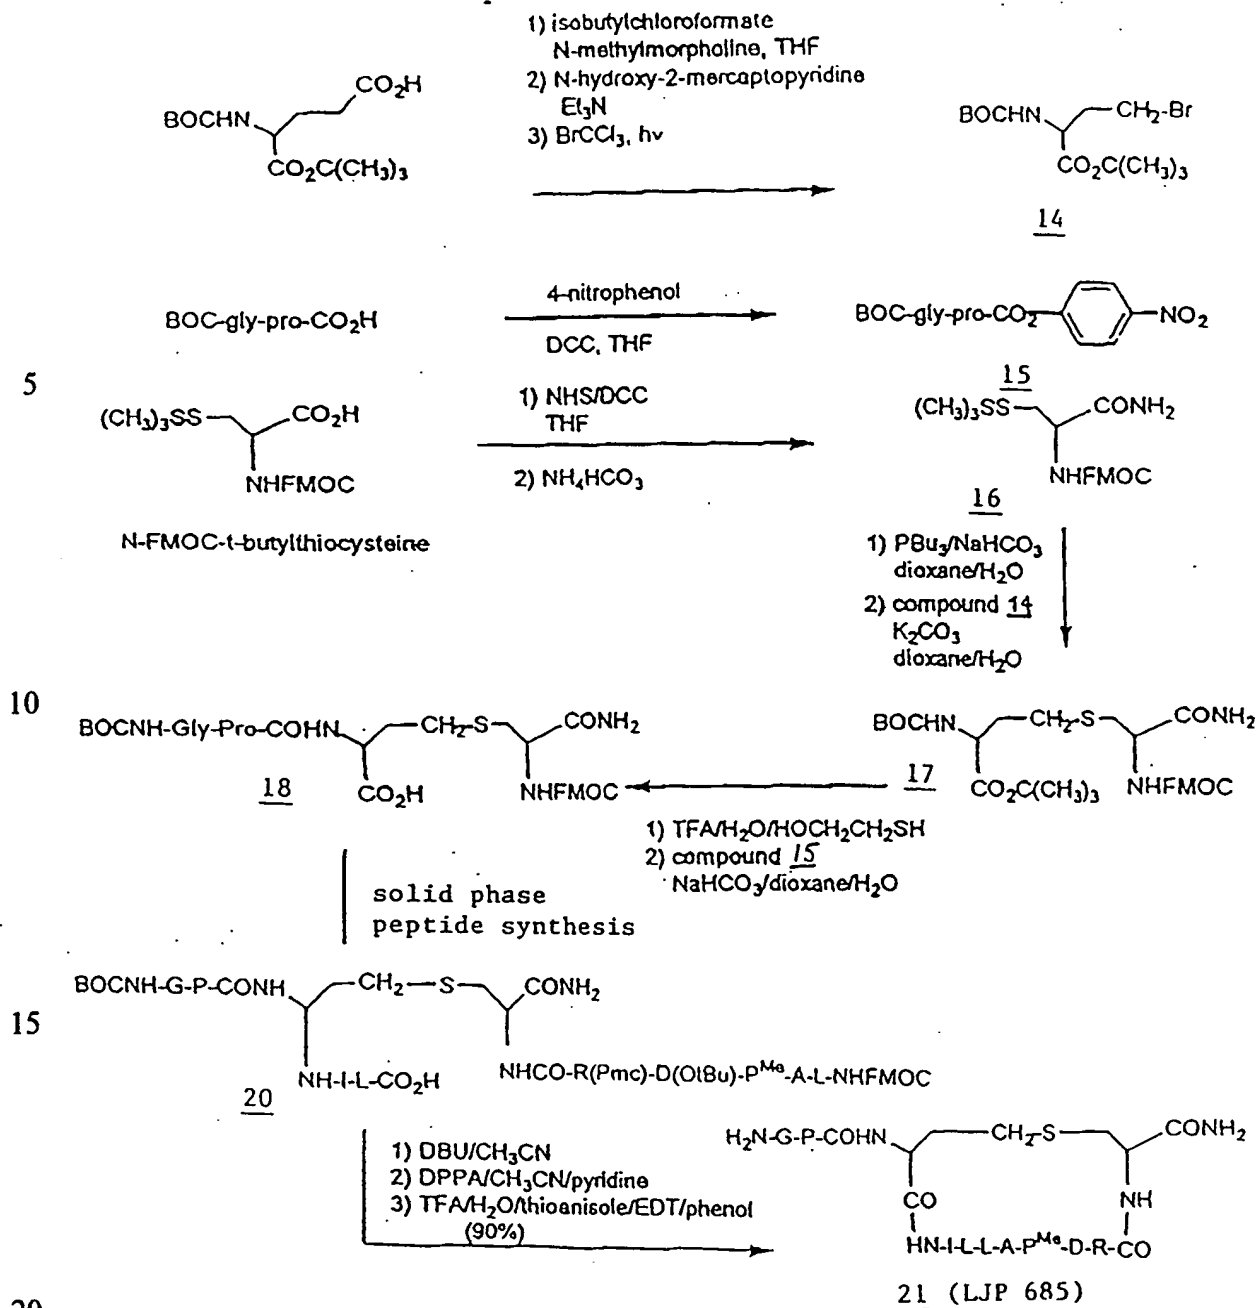 1) isobutylchloroformate
N-methylmorpholine, THF
2) N-hydroxy-2-mercaptopyridine
Et₃N
3) BrCCl₃, hv
CO₂H
BOCHN
CO₂C(CH₃)₃
BOCHN
CH₂-Br
CO₂C(CH₃)₃
14
BOC-gly-pro-CO₂H
4-nitrophenol
DCC, THF
BOC-gly-pro-CO₂
NO₂
15
5
(CH₃)₃SS
CO₂H
NHFMOC
N-FMOC-t-butylthiocysteine
1) NHS/DCC
THF
2) NH₄HCO₃
(CH₃)₃SS
CONH₂
NHFMOC
16
1) PBu₃/NaHCO₃
dioxane/H₂O
2) compound 14
K₂CO₃
dioxane/H₂O
10
BOCNH-Gly-Pro-COHN
CH₂-S
CONH₂
CO₂H
NHFMOC
18
BOCHN
CH₂-S
CONH₂
CO₂C(CH₃)₃
NHFMOC
17
1) TFA/H₂O/HOCH₂CH₂SH
2) compound 15
NaHCO₃/dioxane/H₂O
solid phase
peptide synthesis
15
BOCNH-G-P-CONH
CH₂—S
CONH₂
NH-I-L-CO₂H
NHCO-R(Pmc)-D(OtBu)-Pᴹᵉ-A-L-NHFMOC
20
1) DBU/CH₃CN
2) DPPA/CH₃CN/pyridine
3) TFA/H₂O/thioanisole/EDT/phenol
(90%)
H₂N-G-P-COHN
CH₂-S
CONH₂
CO
NH
HN-I-L-L-A-Pᴹᵉ-D-R-CO
21 (LJP 685)
20